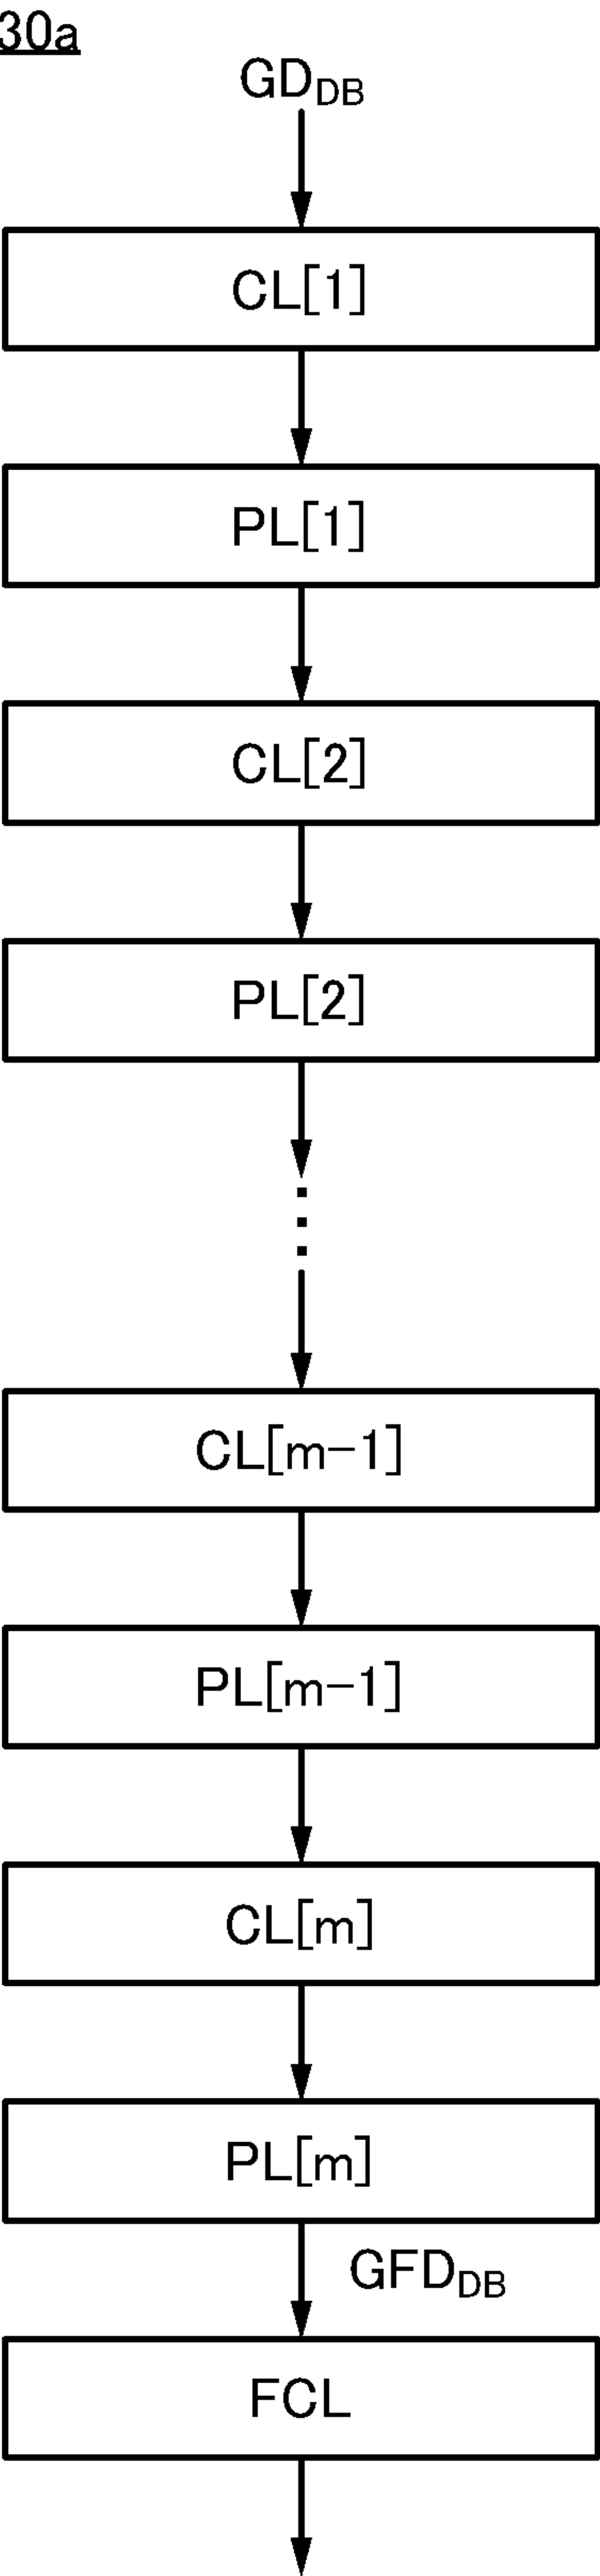 30a
GD_DB
CL[1]
PL[1]
CL[2]
PL[2]
CL[m-1]
PL[m-1]
CL[m]
PL[m]
GFD_DB
FCL